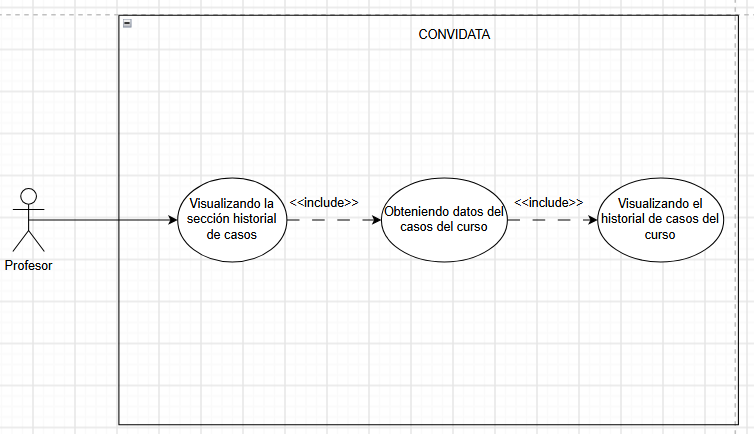 CONVIDATA
Profesor
Visualizando la
sección historial
de casos
<<include>>
Obteniendo datos del
casos del curso
<<include>>
Visualizando el
historial de casos del
curso